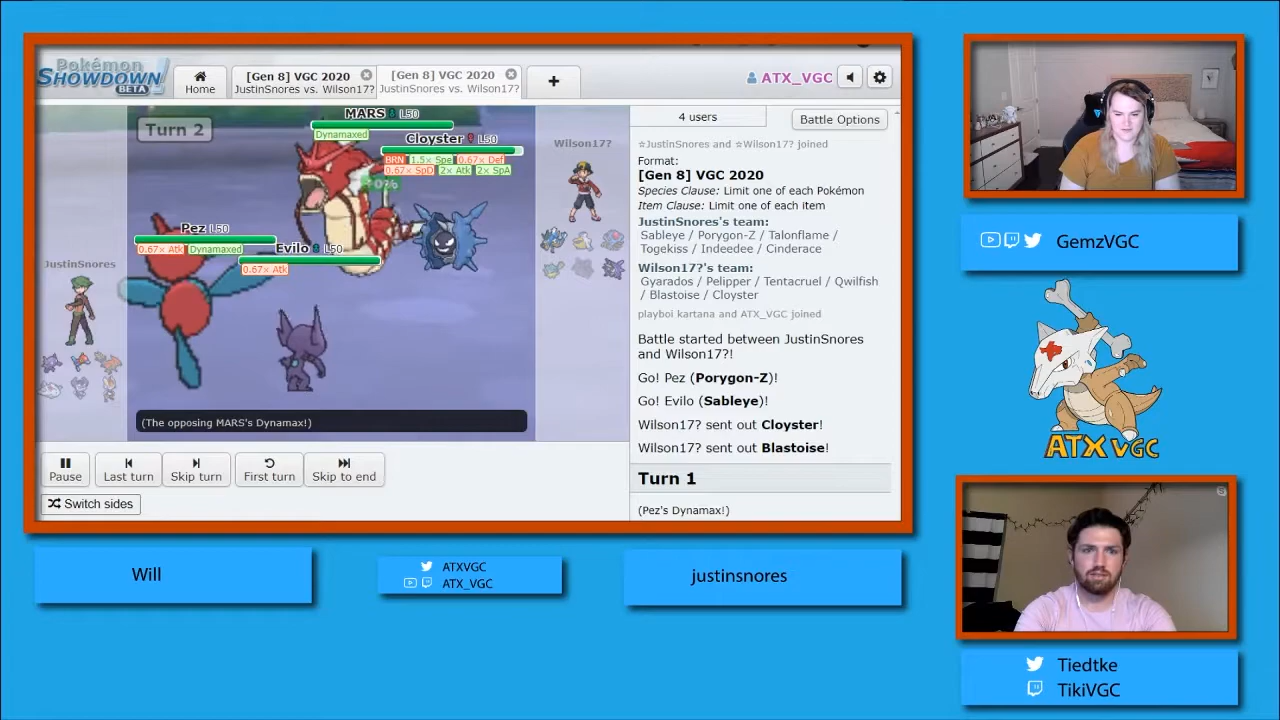 Pokémon
SHOWDOWN!
BETA
Home
[Gen 8] VGC 2020
JustinSnores vs. Wilson17?
[Gen 8] VGC 2020
JustinSnores vs. Wilson17?
+
ATX_VGC
Turn 2
MARS L50
Dynamaxed
Cloyster L50
BRN 1.5× Spe 0.67× Def
0.67× SpD 2× Atk 2× SpA
Pez L50
0.67× Atk Dynamaxed
Evilo L50
0.67× Atk
JustinSnores
Wilson17?
(The opposing MARS's Dynamax!)
Pause
Last turn
Skip turn
First turn
Skip to end
Switch sides
4 users
Battle Options
☆JustinSnores and ☆Wilson17? joined
Format:
[Gen 8] VGC 2020
Species Clause: Limit one of each Pokémon
Item Clause: Limit one of each item
JustinSnores's team:
Sableye / Porygon-Z / Talonflame /
Togekiss / Indeedee / Cinderace
Wilson17?'s team:
Gyarados / Pelipper / Tentacruel / Qwilfish
/ Blastoise / Cloyster
playboi kartana and ATX_VGC joined
Battle started between JustinSnores
and Wilson17?!
Go! Pez (Porygon-Z)!
Go! Evilo (Sableye)!
Wilson17? sent out Cloyster!
Wilson17? sent out Blastoise!
Turn 1
(Pez's Dynamax!)
GemzVGC
ATX VGC
Will
ATXVGC
ATX_VGC
justinsnores
Tiedtke
TikiVGC